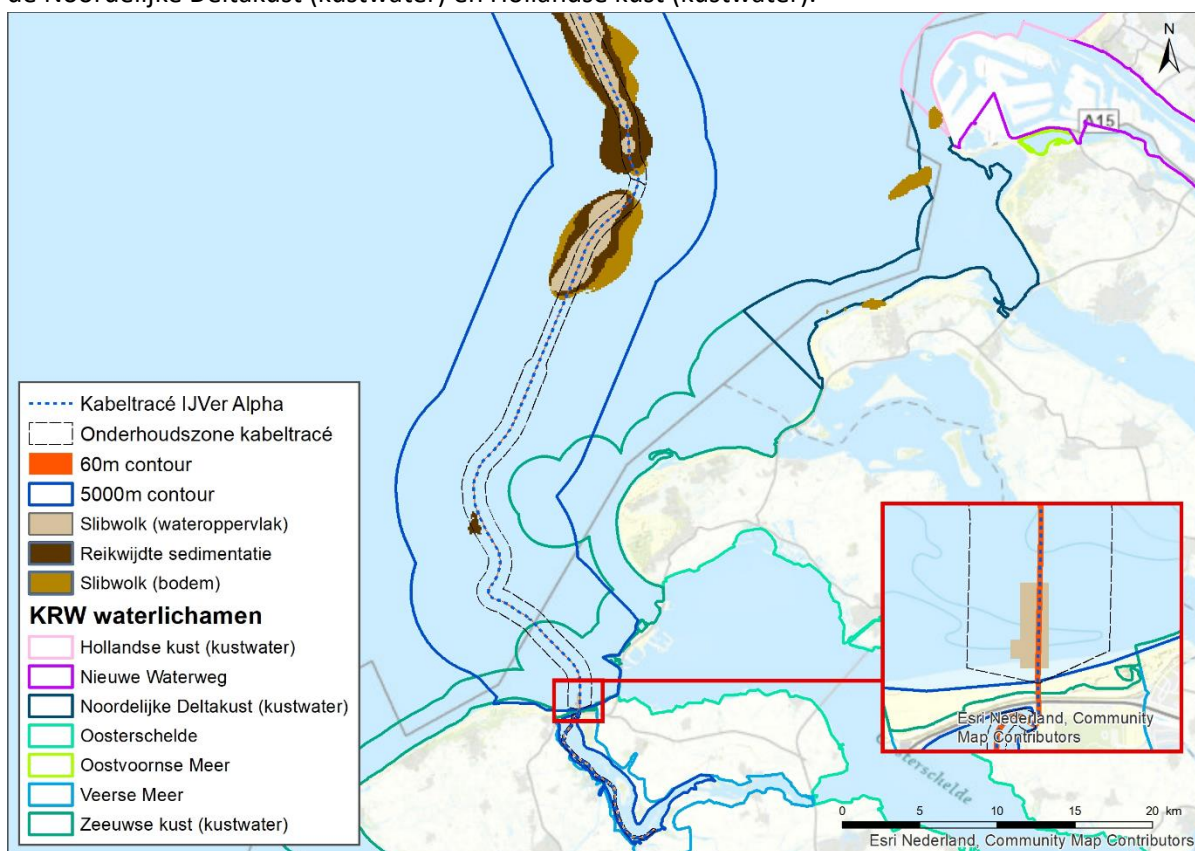 de Noordelijke Deltakust (kustwater) en Hollandse kust (kustwater).
N
A15
Kabeltracé IJVer Alpha
Onderhoudszone kabeltracé
60m contour
5000m contour
Slibwolk (wateroppervlak)
Reikwijdte sedimentatie
Slibwolk (bodem)
KRW waterlichamen
Hollandse kust (kustwater)
Nieuwe Waterweg
Noordelijke Deltakust (kustwater)
Oosterschelde
Oostvoornse Meer
Veerse Meer
Zeeuwse kust (kustwater)
Esri Nederland, Community
Map Contributors
Oosterschelde
0 5 10 15 20 km
Esri Nederland, Community Map Contributors